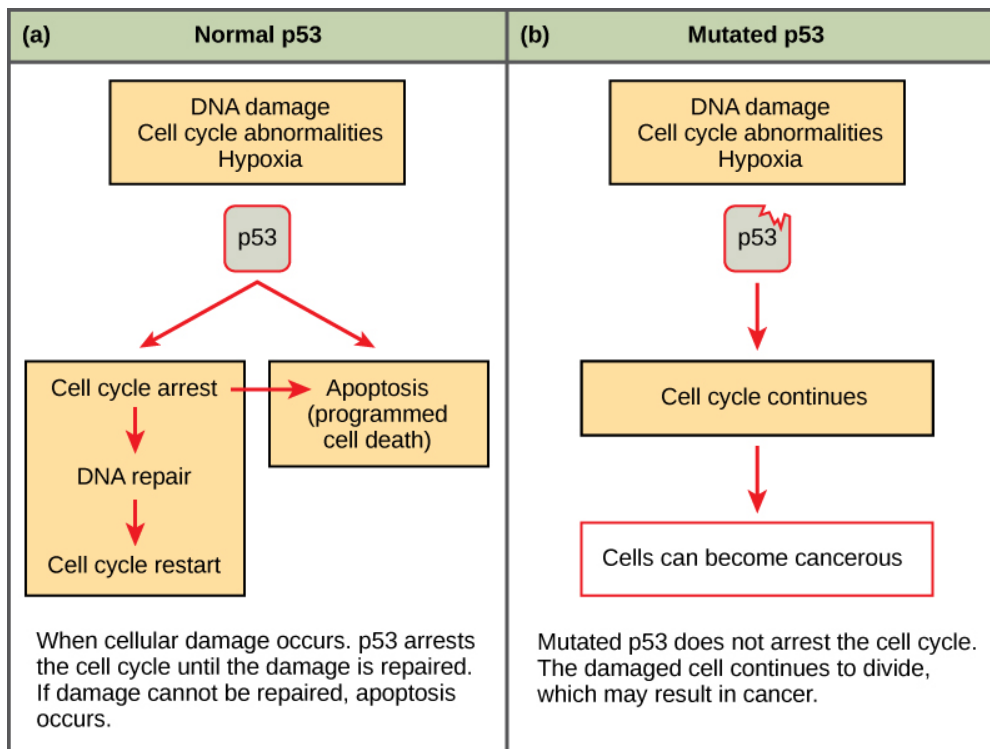 (a) Normal p53
DNA damage
Cell cycle abnormalities
Hypoxia
p53
Cell cycle arrest
DNA repair
Cell cycle restart
Apoptosis
(programmed
cell death)
When cellular damage occurs. p53 arrests
the cell cycle until the damage is repaired.
If damage cannot be repaired, apoptosis
occurs.
(b) Mutated p53
DNA damage
Cell cycle abnormalities
Hypoxia
p53
Cell cycle continues
Cells can become cancerous
Mutated p53 does not arrest the cell cycle.
The damaged cell continues to divide,
which may result in cancer.